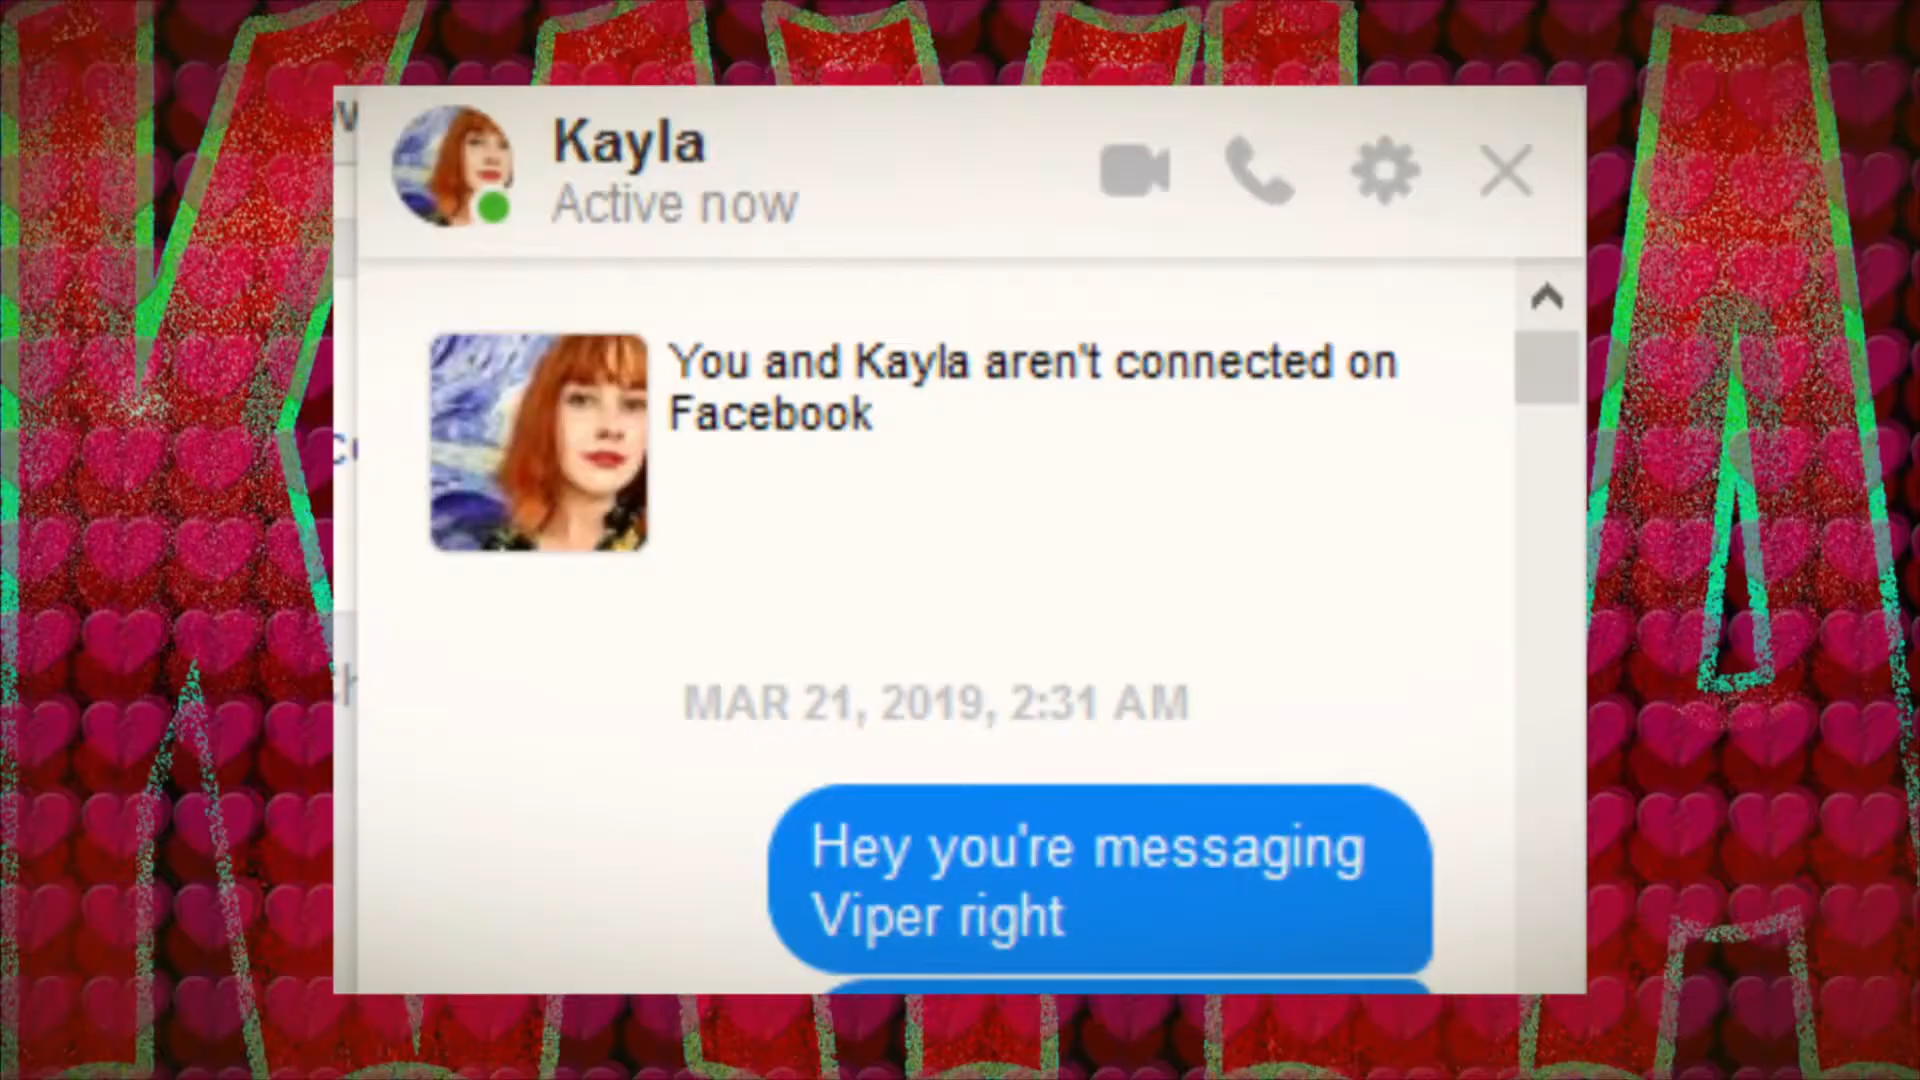 Kayla
Active now
You and Kayla aren't connected on
Facebook
MAR 21, 2019, 2:31 AM
Hey you're messaging
Viper right